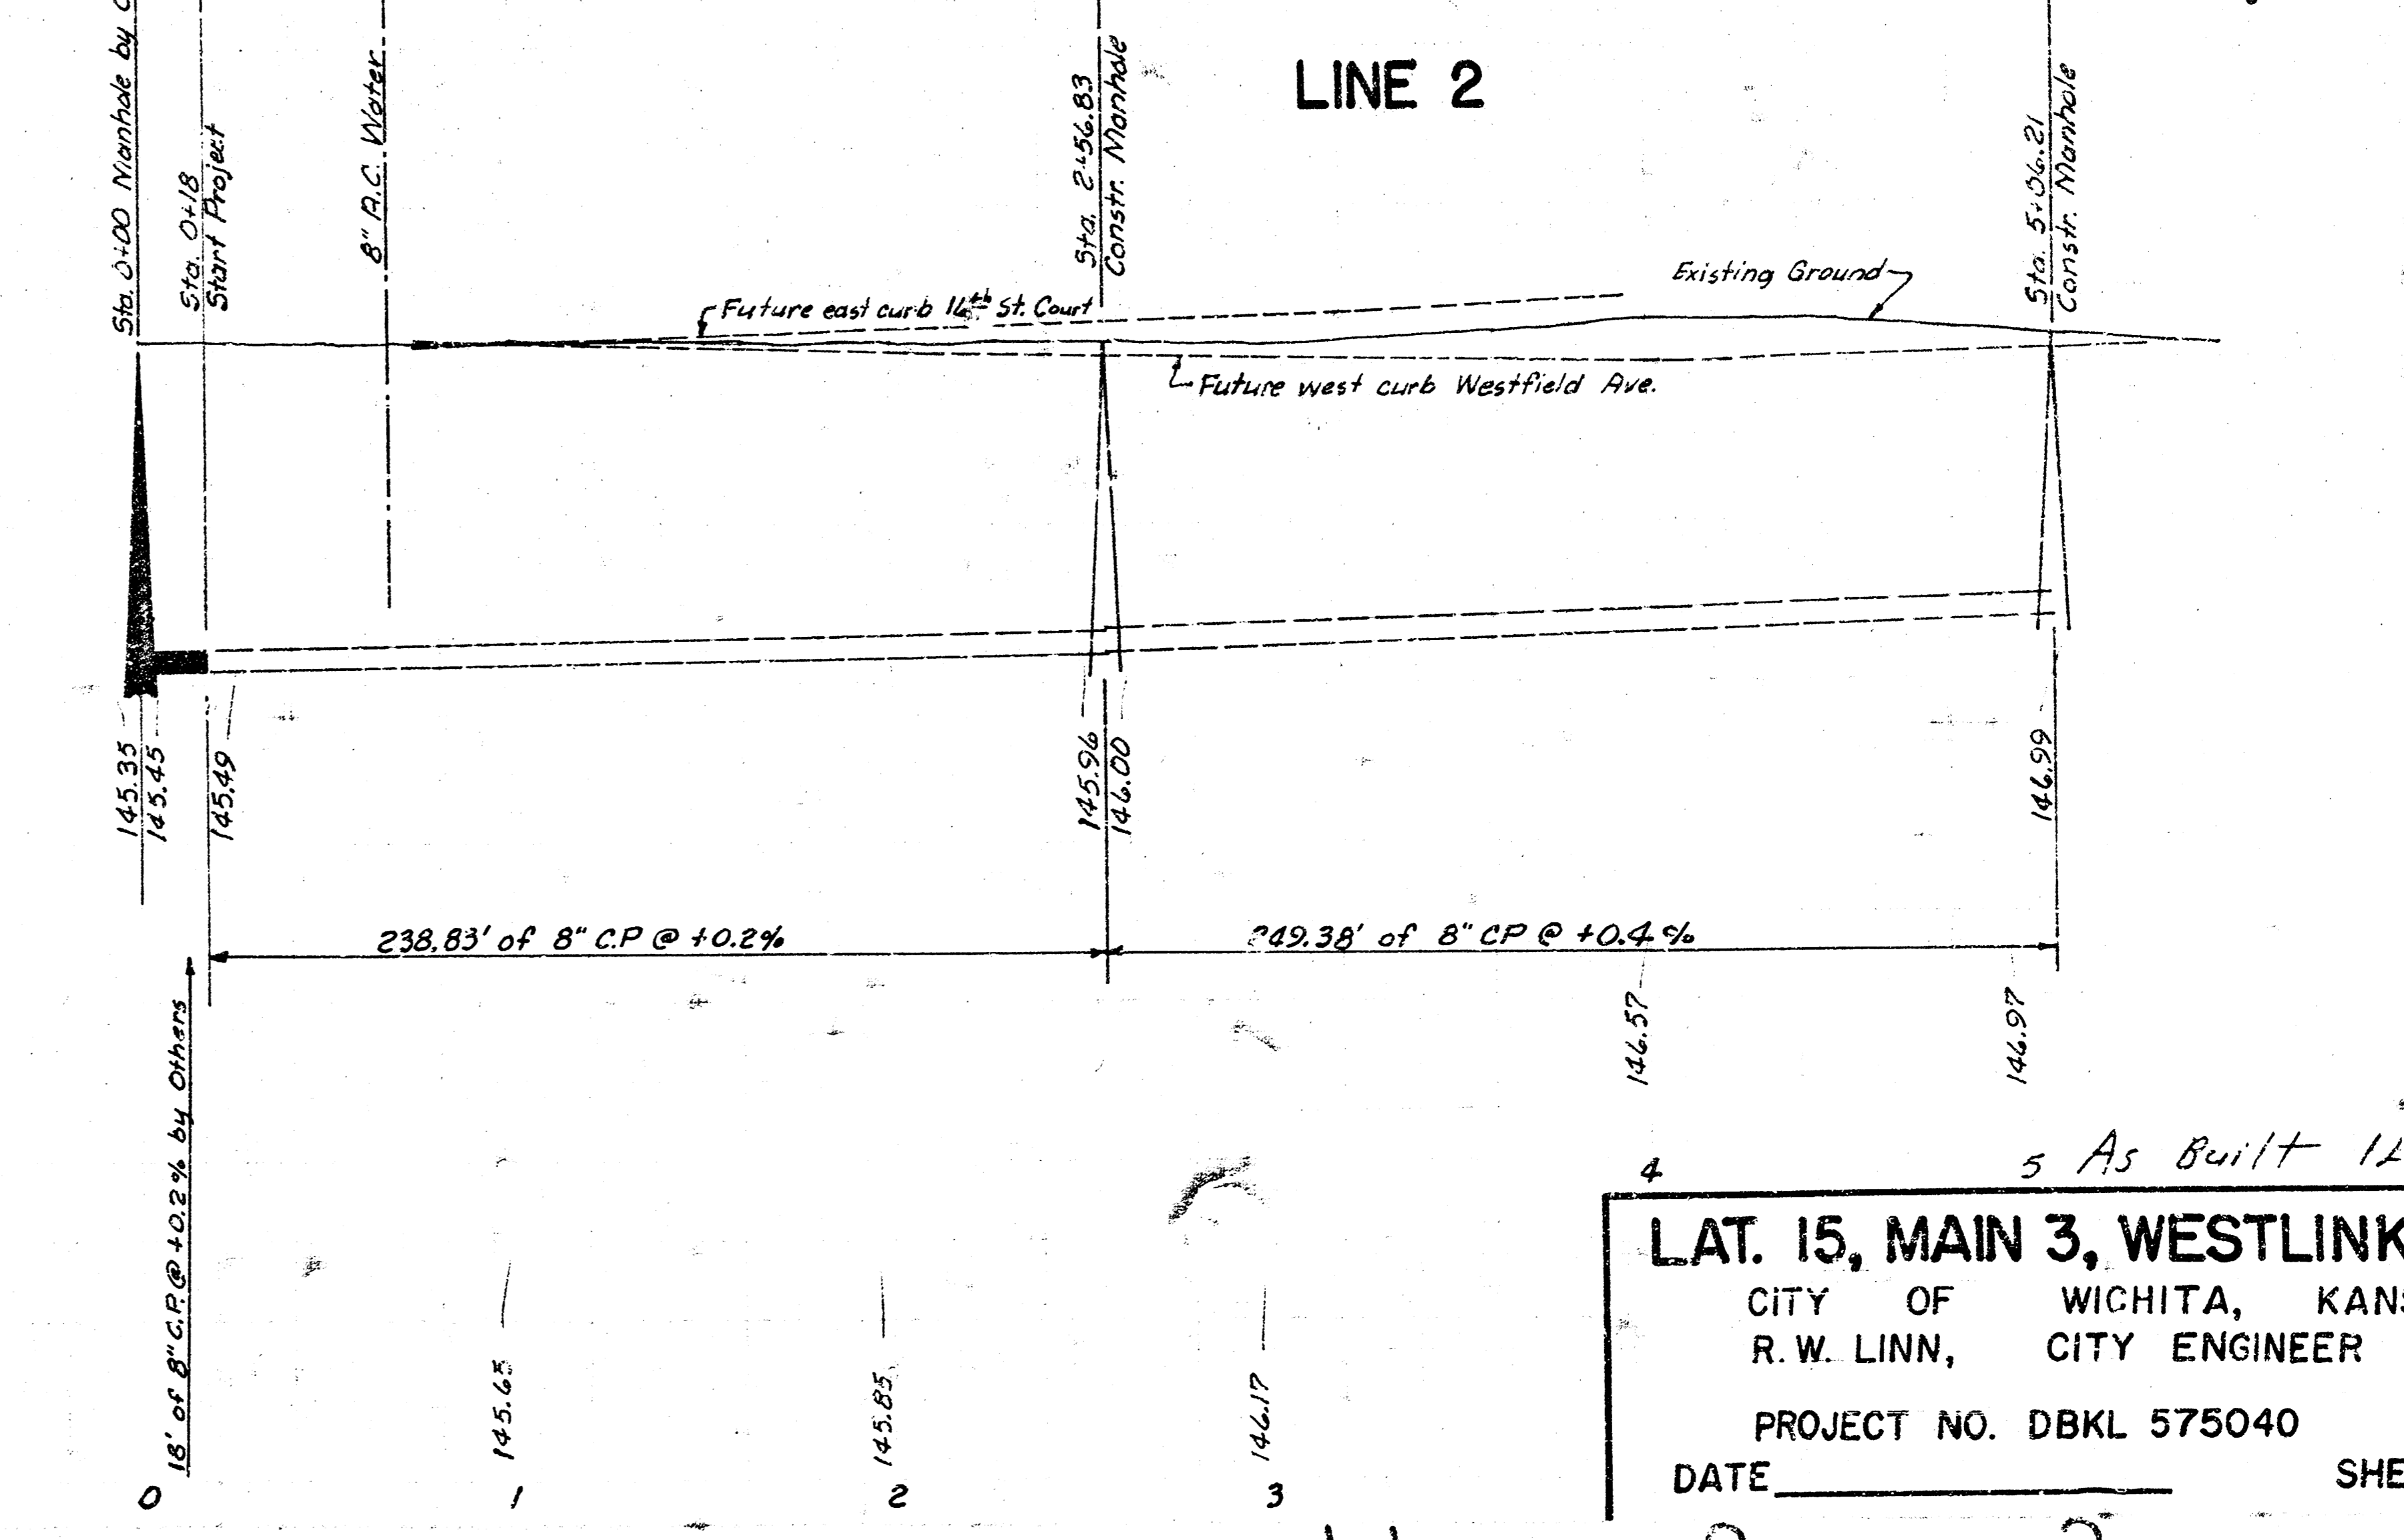 LINE 2
Sta. 0+00 Manhole by
Sta. 0+18
Start Project
8" A.C. Water
Sta. 2+56.83
Constr. Manhole
Sta. 5+06.21
Constr. Manhole
Existing Ground
Future east curb 16th St. Court
Future west curb Westfield Ave.
145.35
145.45
145.49
145.96
146.00
146.99
238.83' of 8" C.P @ +0.2%
249.38' of 8" CP @ +0.4%
18' of 8" C.P. @ +0.2% by Others
146.57
146.97
145.65
145.85
146.17
4
5
As Built
0
1
2
3
LAT. 15, MAIN 3, WESTLINK
CITY OF WICHITA,
R. W. LINN, CITY ENGINEER
PROJECT NO. DBKL 575040
DATE